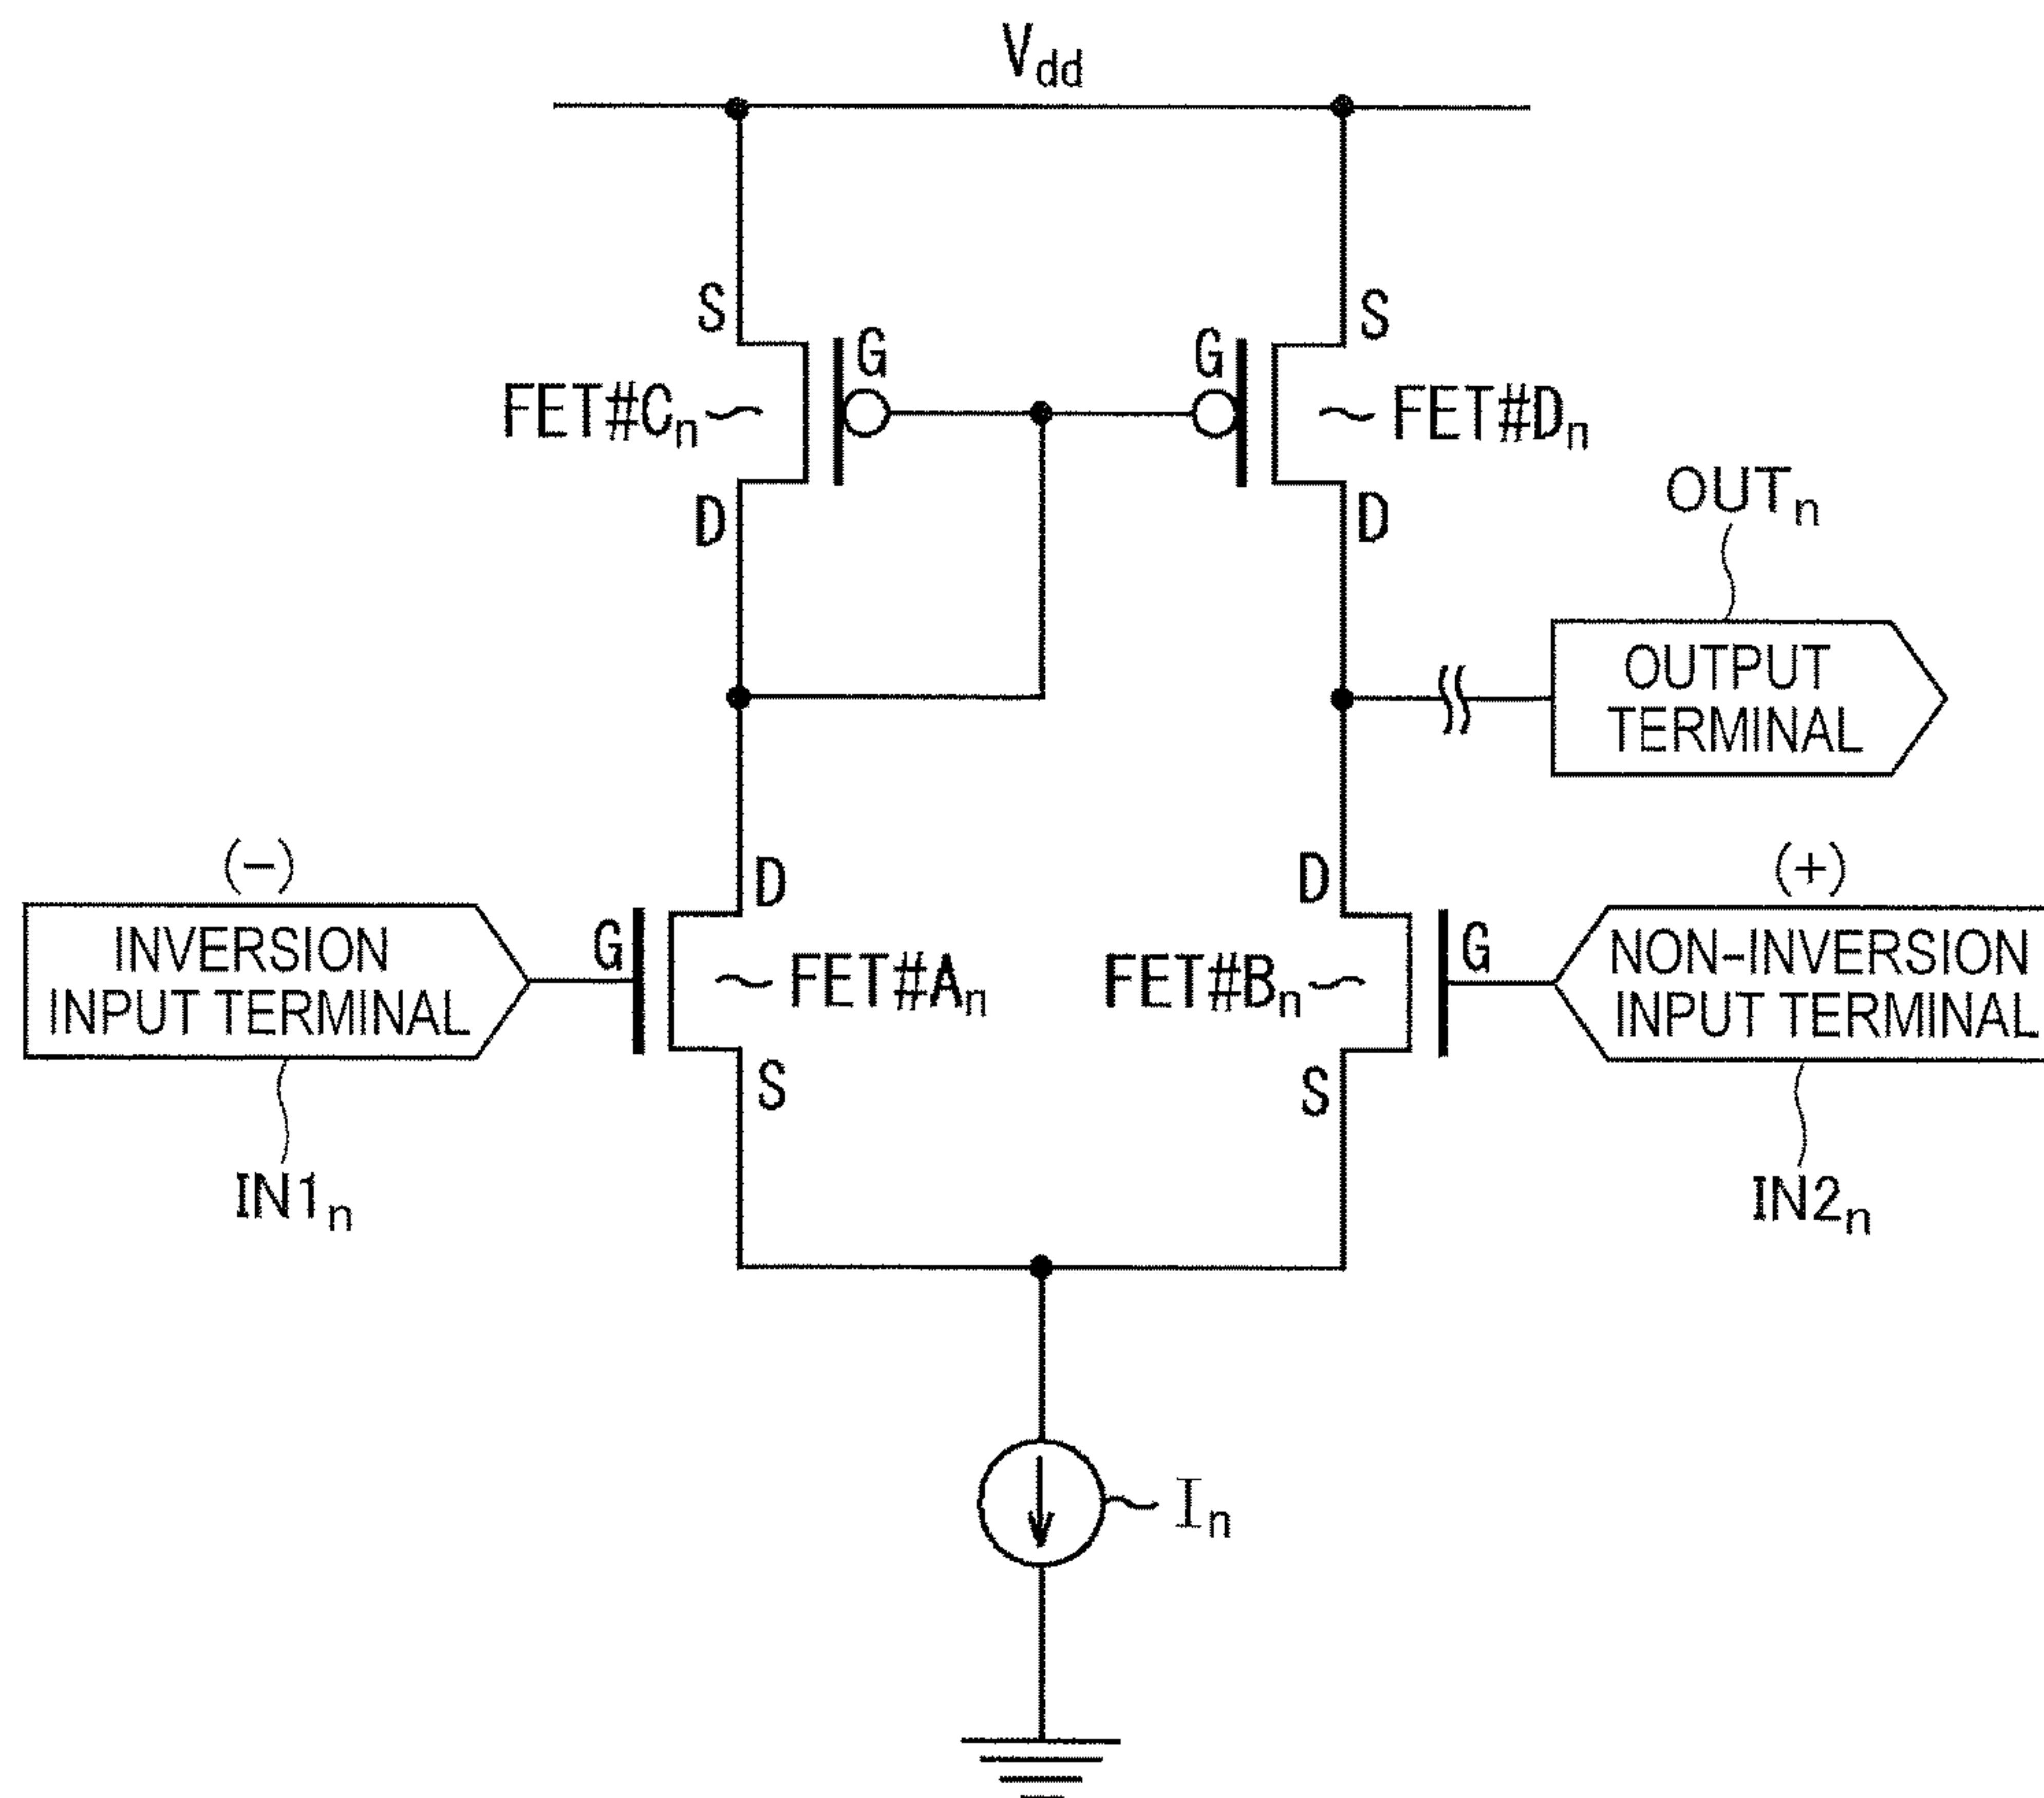 Vdd
S
G
G
S
FET#Cn
FET#Dn
D
D
OUTn
OUTPUT
TERMINAL
(-)
(+)
D
D
INVERSION
INPUT TERMINAL
G
FET#An
FET#Bn
G
NON-INVERSION
INPUT TERMINAL
S
S
IN1n
IN2n
In